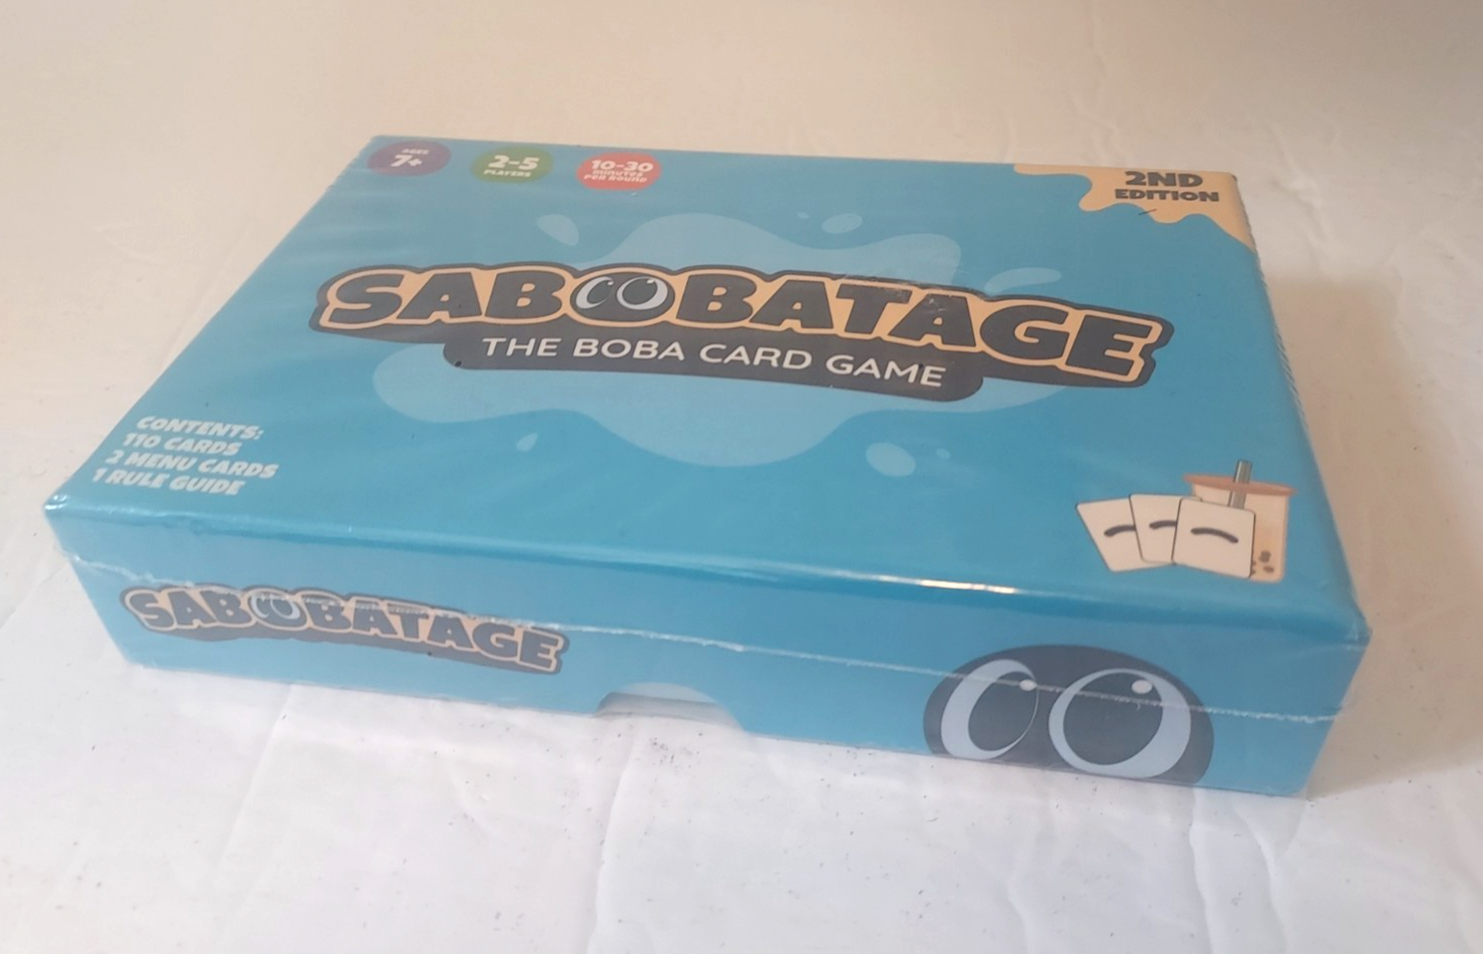 AGES
7+
2-5
PLAYERS
10-30
MINUTES
PER ROUND
2ND
EDITION
SABOOBATAGE
THE BOBA CARD GAME
CONTENTS:
110 CARDS
2 MENU CARDS
1 RULE GUIDE
SABOOBATAGE